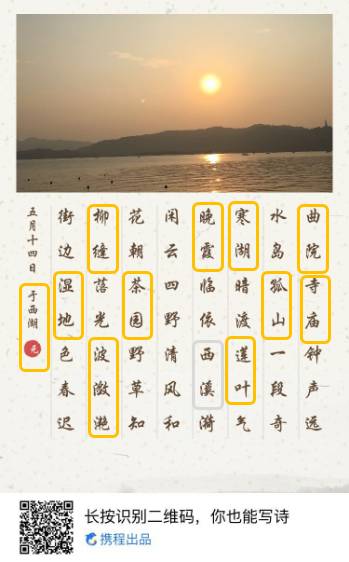 曲院寺庙钟声远
水岛孤山一段奇
寒湖暗渡莲叶气
晚霞临依西溪漪
闲云四野清风和
花朝茶园野草知
柳缝落光波潋滟
街边湿地色春迟
五月十四日 于西湖
长按识别二维码，你也能写诗
携程出品